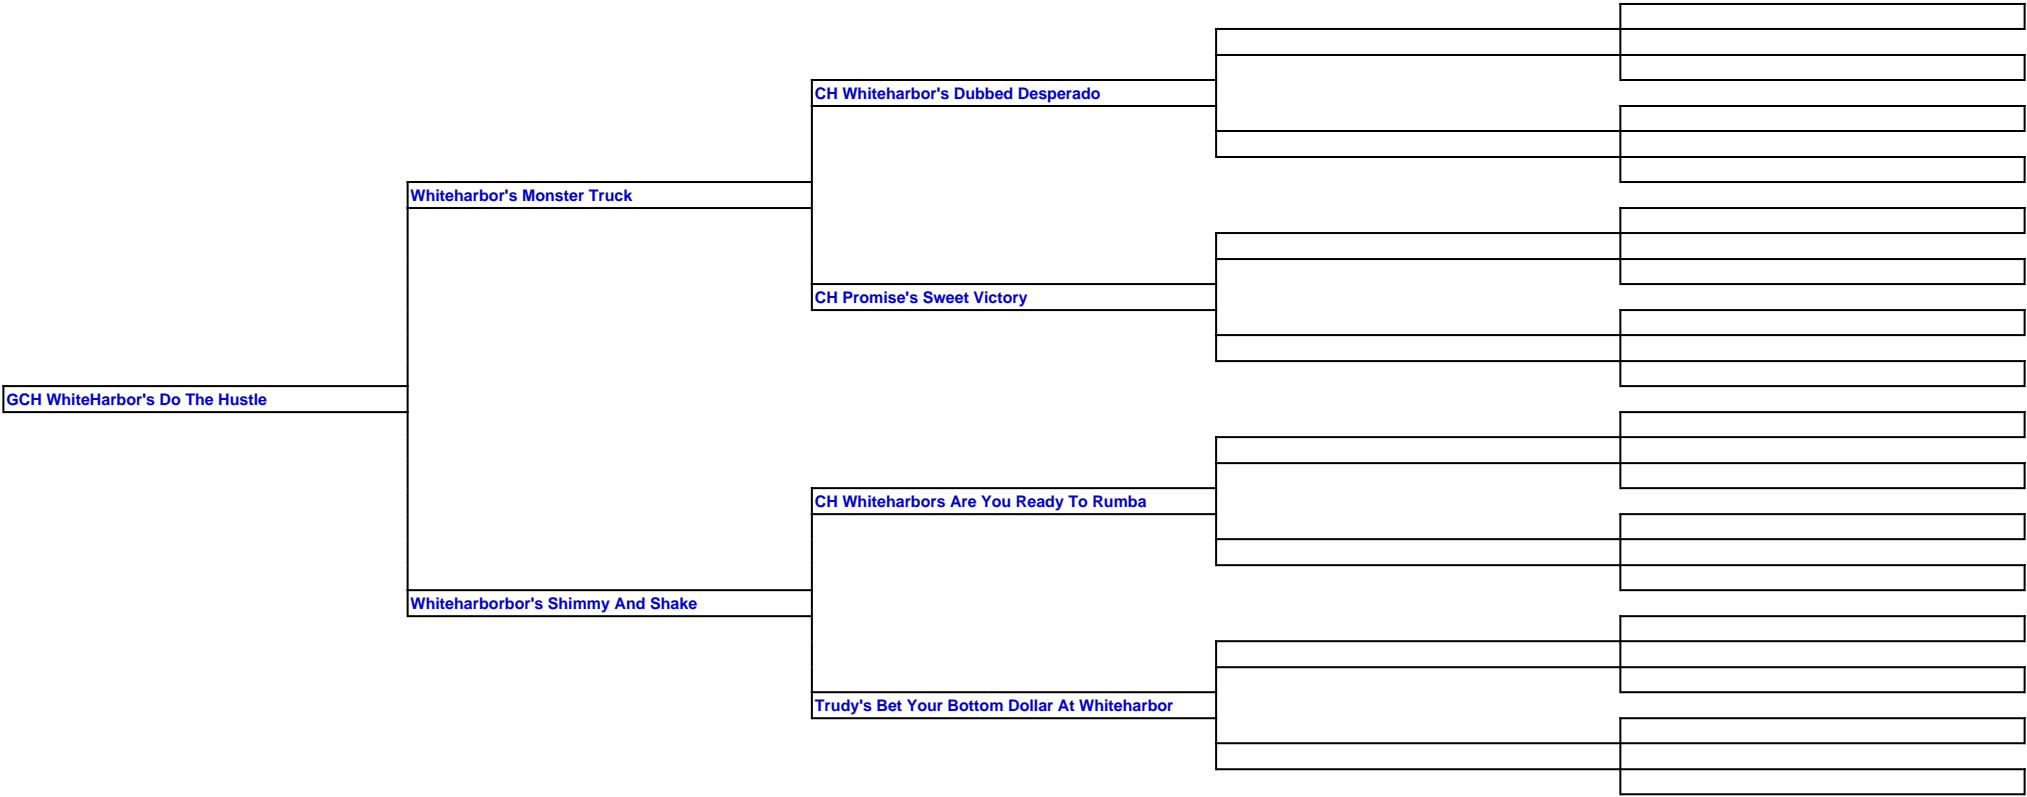 CH Whiteharbor's Dubbed Desperado
Whiteharbor's Monster Truck
CH Promise's Sweet Victory
GCH WhiteHarbor's Do The Hustle
CH Whiteharbors Are You Ready To Rumba
Whiteharborbor's Shimmy And Shake
Trudy's Bet Your Bottom Dollar At Whiteharbor